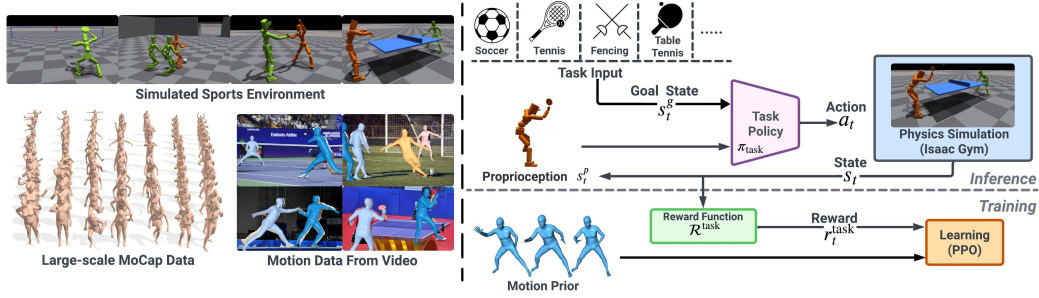 Simulated Sports Environment
Large-scale MoCap Data
Motion Data From Video
Soccer
Tennis
Fencing
Table
Tennis
.....
Task Input
Goal State
s_t^g
Task
Policy
π_task
Action
a_t
Physics Simulation
(Isaac Gym)
Proprioception s_t^p
State
s_t
Inference
Training
Reward Function
R^task
Reward
r_t^task
Learning
(PPO)
Motion Prior